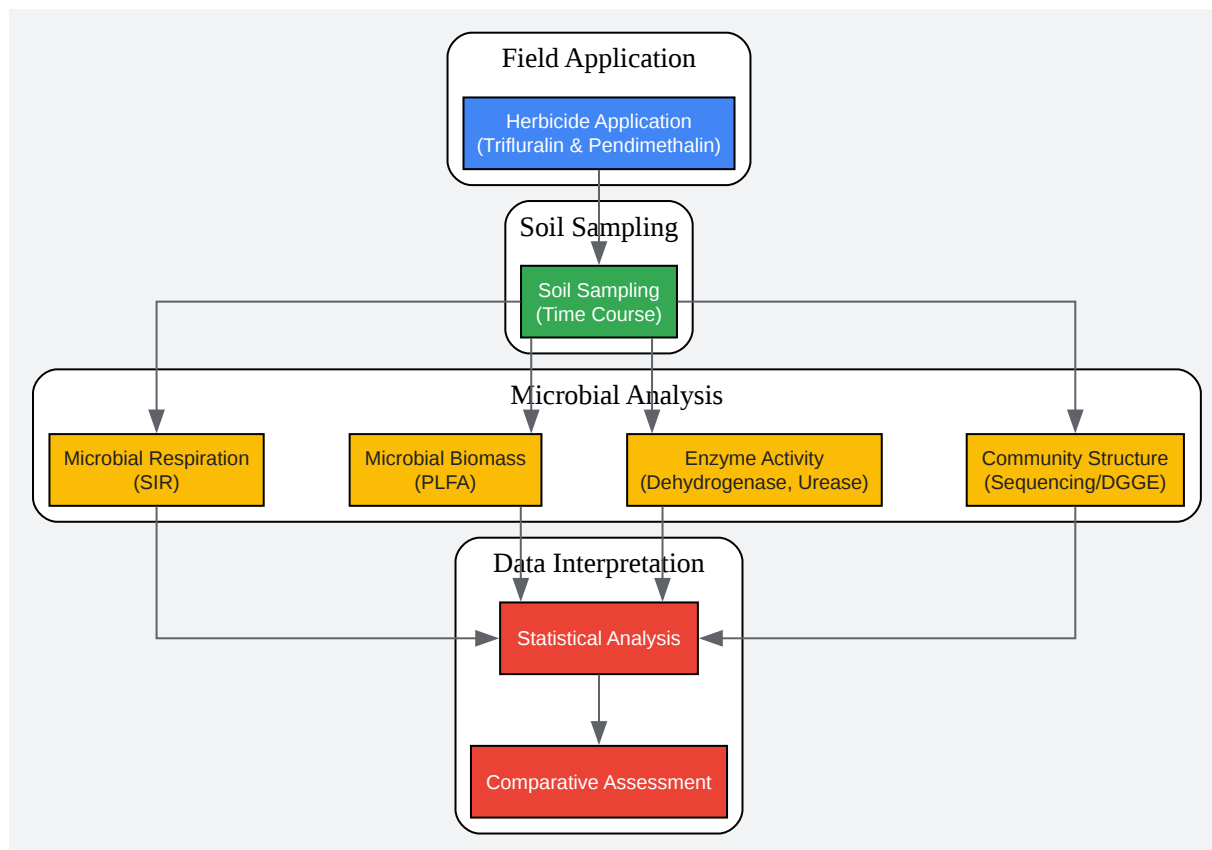 Field Application
Herbicide Application
(Trifluralin & Pendimethalin)
Soil Sampling
Soil Sampling
(Time Course)
Microbial Analysis
Microbial Respiration
(SIR)
Microbial Biomass
(PLFA)
Enzyme Activity
(Dehydrogenase, Urease)
Community Structure
(Sequencing/DGGE)
Data Interpretation
Statistical Analysis
Comparative Assessment